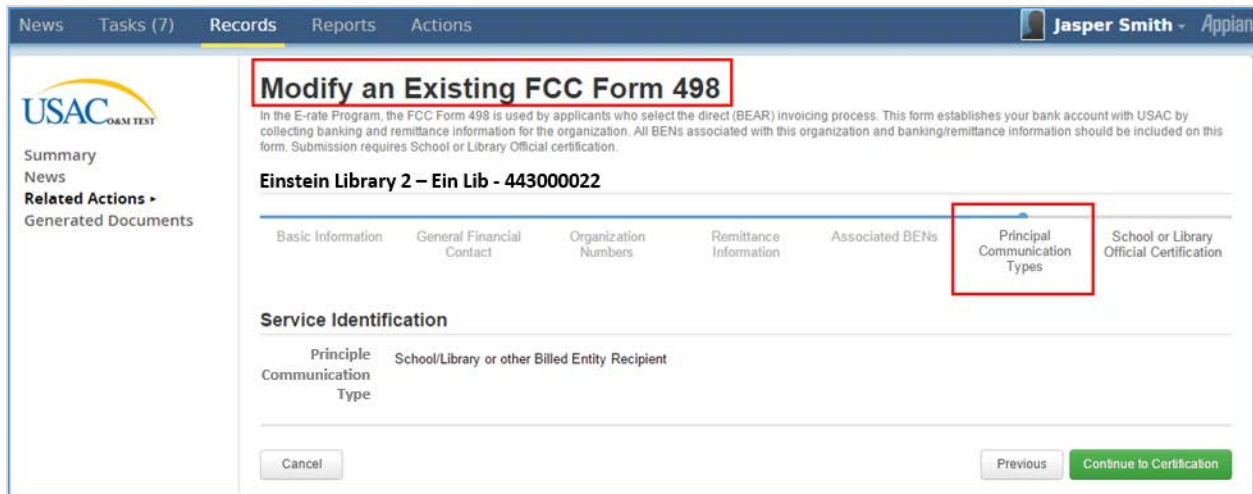 News Tasks (7) Records Reports Actions Jasper Smith - Appian
USAC O&M TEST
Summary
News
Related Actions ▸
Generated Documents
Modify an Existing FCC Form 498
In the E-rate Program, the FCC Form 498 is used by applicants who select the direct (BEAR) invoicing process. This form establishes your bank account with USAC by
collecting banking and remittance information for the organization. All BENs associated with this organization and banking/remittance information should be included on this
form. Submission requires School or Library Official certification.
Einstein Library 2 – Ein Lib - 443000022
Basic Information
General Financial
Contact
Organization
Numbers
Remittance
Information
Associated BENs
Principal
Communication
Types
School or Library
Official Certification
Service Identification
Principle
Communication
Type
School/Library or other Billed Entity Recipient
Cancel Previous Continue to Certification